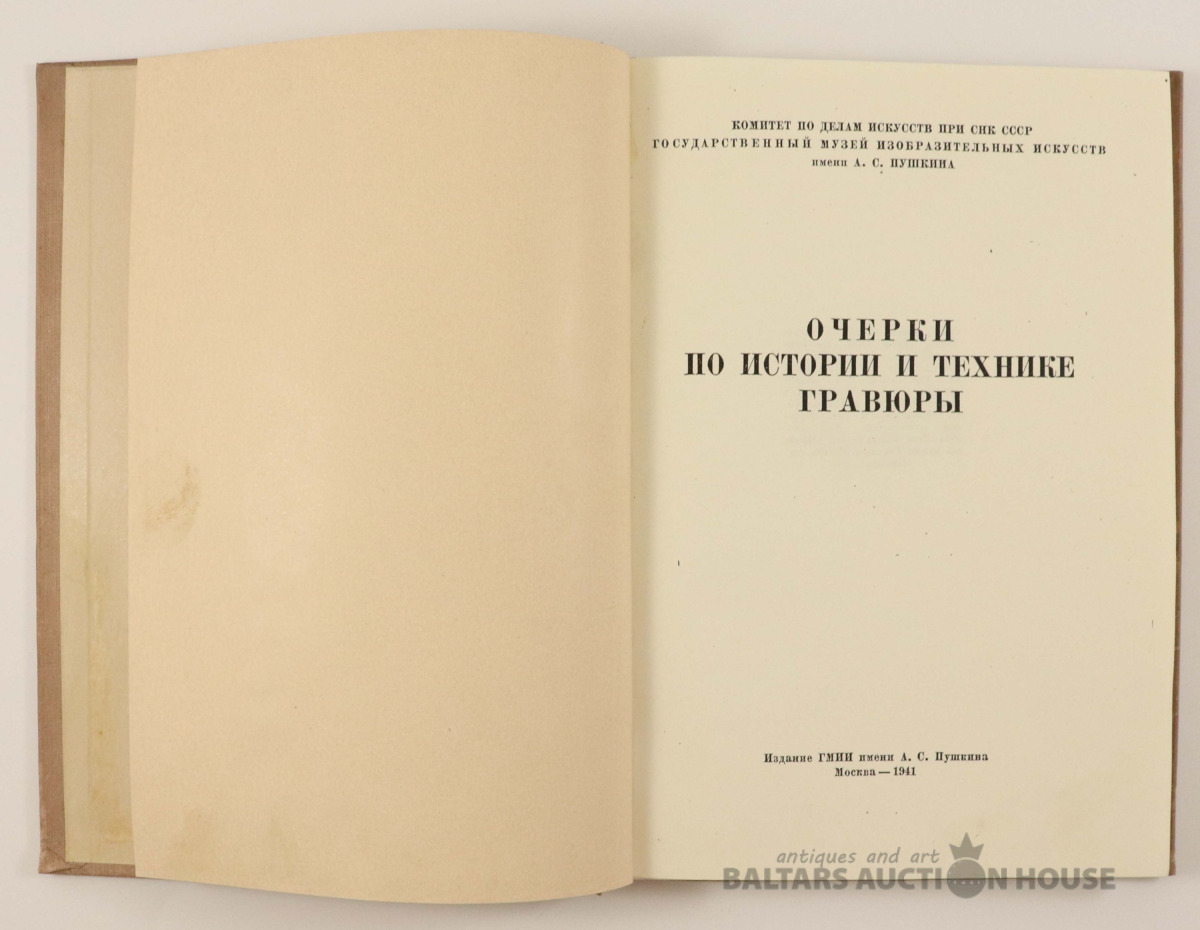 КОМИТЕТ ПО ДЕЛАМ ИСКУССТВ ПРИ СНК СССР
ГОСУДАРСТВЕННЫЙ МУЗЕЙ ИЗОБРАЗИТЕЛЬНЫХ ИСКУССТВ
имени А. С. ПУШКИНА
ОЧЕРКИ
ПО ИСТОРИИ И ТЕХНИКЕ
ГРАВЮРЫ
Издание ГМИИ имени А. С. Пушкина
Москва — 1941
antiques and art
BALTARS AUCTION HOUSE